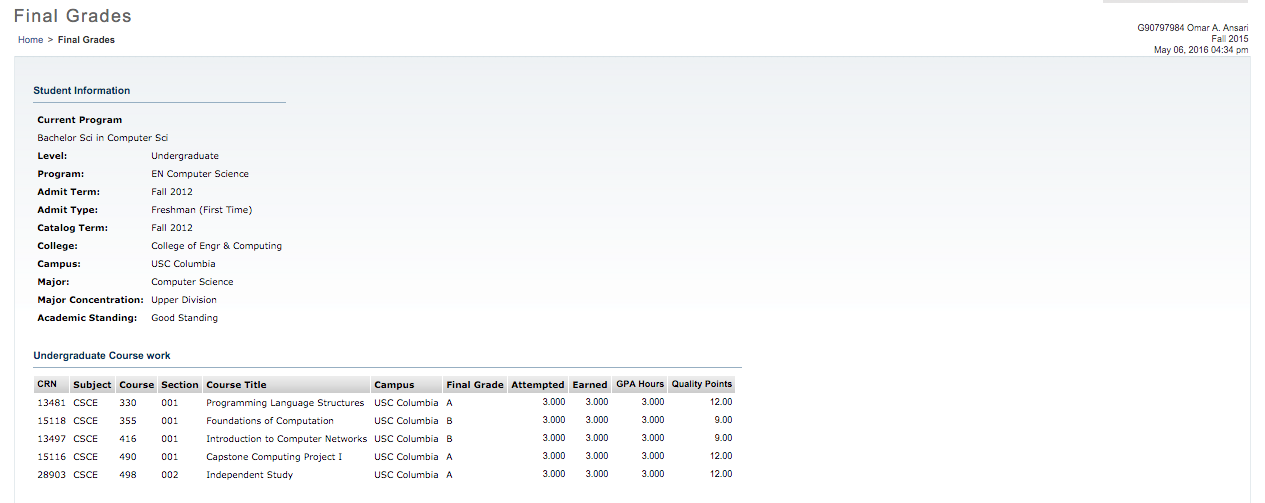 Final Grades
Home > Final Grades
G90797984 Omar A. Ansari
Fall 2015
May 06, 2016 04:34 pm
Student Information
Current Program
Bachelor Sci in Computer Sci
Level: Undergraduate
Program: EN Computer Science
Admit Term: Fall 2012
Admit Type: Freshman (First Time)
Catalog Term: Fall 2012
College: College of Engr & Computing
Campus: USC Columbia
Major: Computer Science
Major Concentration: Upper Division
Academic Standing: Good Standing
Undergraduate Course work
CRN Subject Course Section Course Title Campus Final Grade Attempted Earned GPA Hours Quality Points
13481 CSCE 330 001 Programming Language Structures USC Columbia A 3.000 3.000 3.000 12.00
15118 CSCE 355 001 Foundations of Computation USC Columbia B 3.000 3.000 3.000 9.00
13497 CSCE 416 001 Introduction to Computer Networks USC Columbia B 3.000 3.000 3.000 9.00
15116 CSCE 490 001 Capstone Computing Project I USC Columbia A 3.000 3.000 3.000 12.00
28903 CSCE 498 002 Independent Study USC Columbia A 3.000 3.000 3.000 12.00